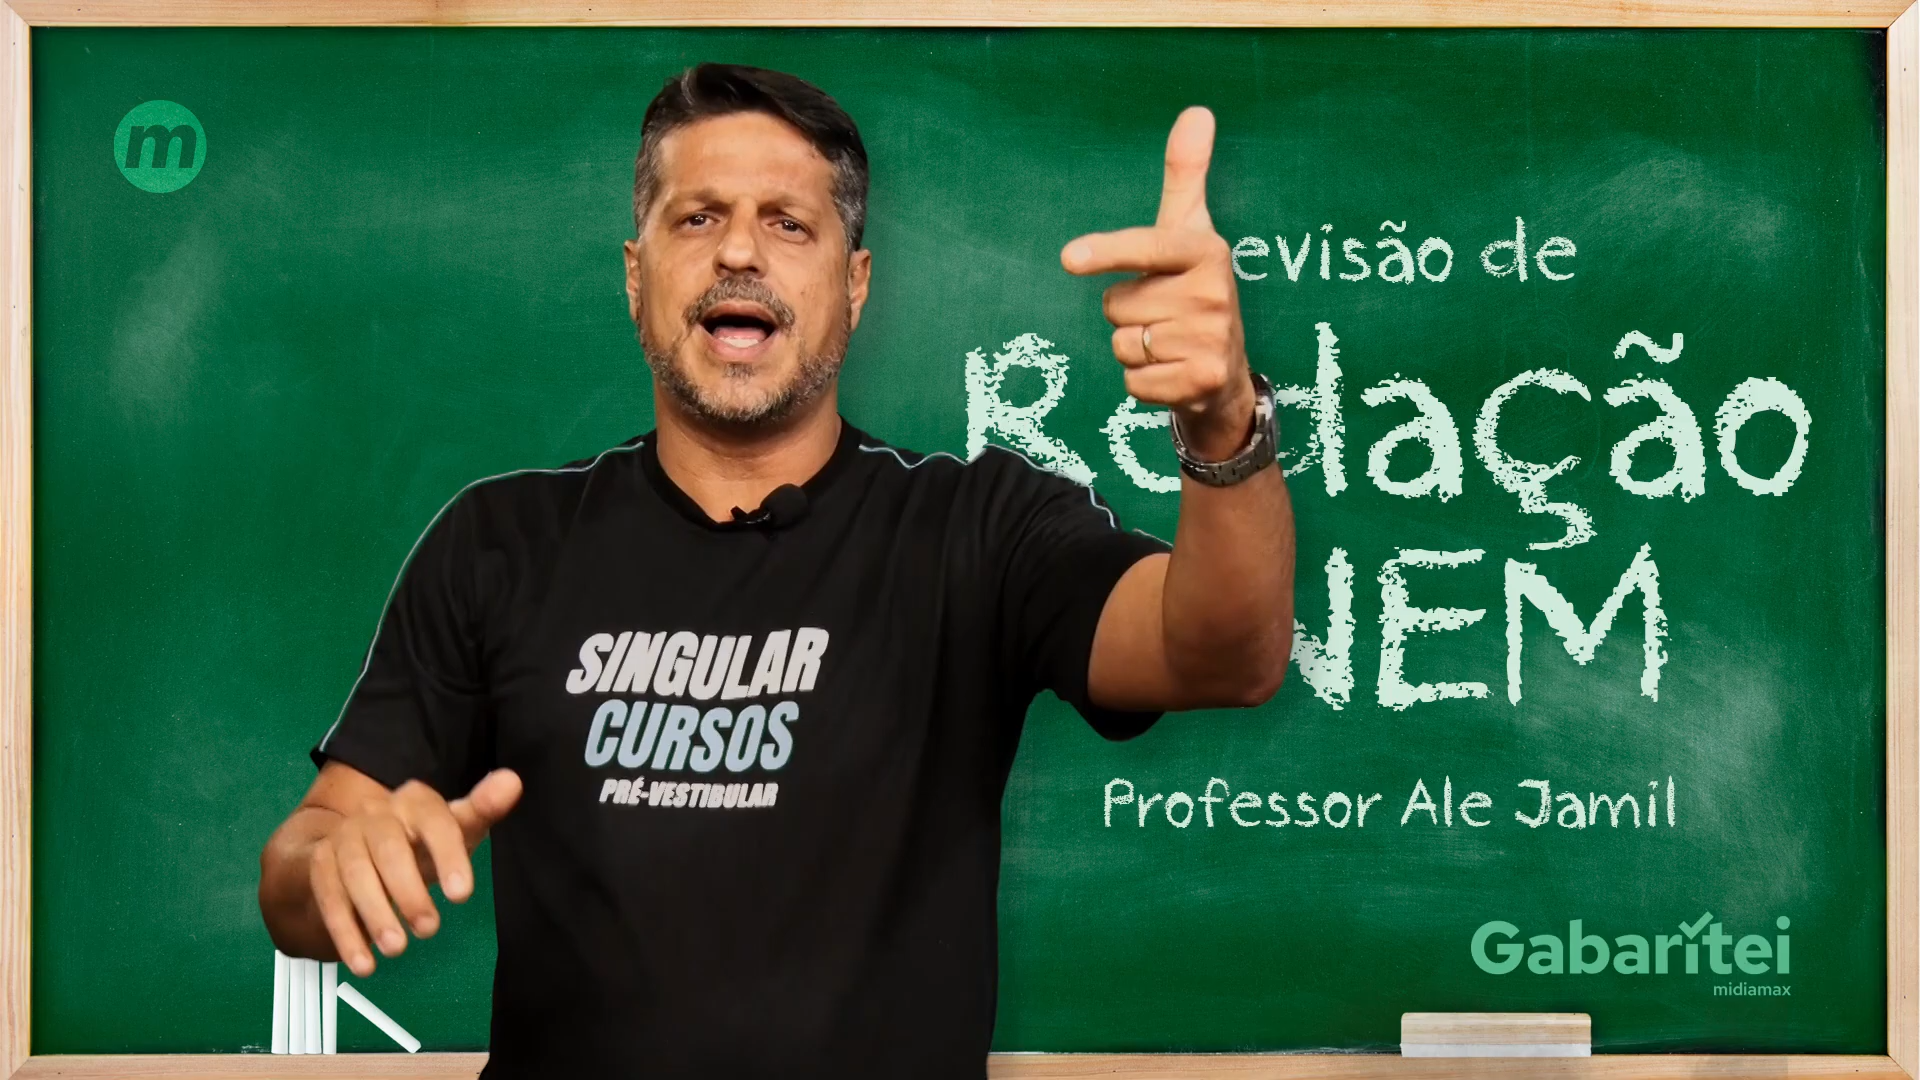 m
evisão de
Redação
NEM
SINGULAR
CURSOS
PRÉ-VESTIBULAR
Professor Ale Jamil
Gabaritei
midiamax